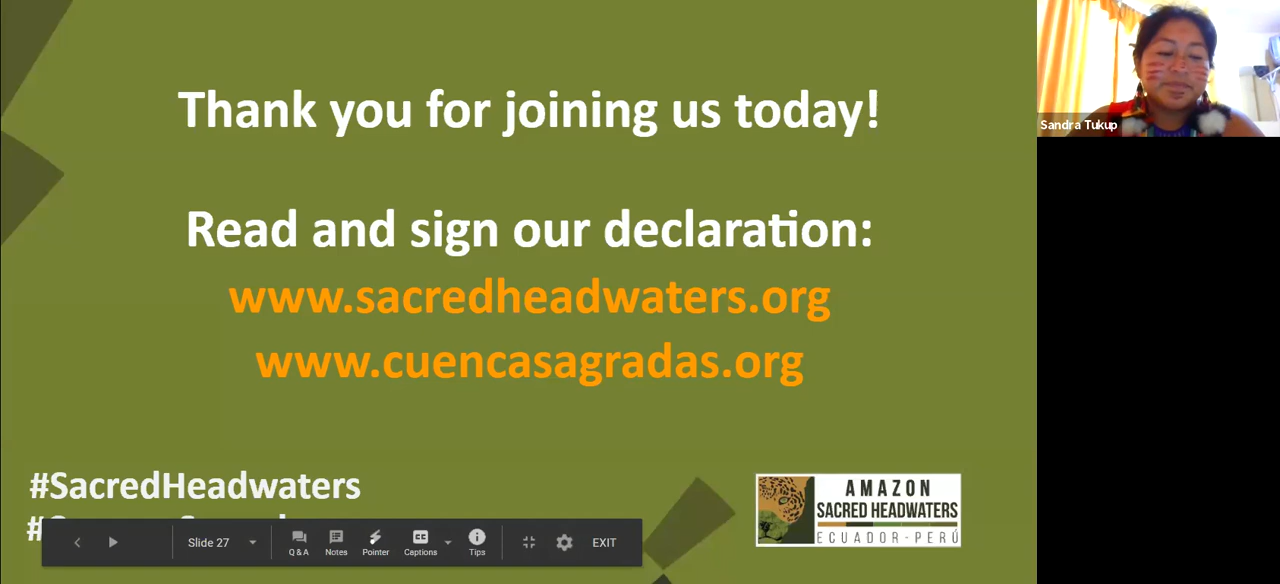 Thank you for joining us today!
Read and sign our declaration:
www.sacredheadwaters.org
www.cuencasagradas.org
#SacredHeadwaters
AMAZON
SACRED HEADWATERS
ECUADOR-PERÚ
Slide 27
Q & A
Notes
Pointer
CC
Captions
Tips
EXIT
Sandra Tukup